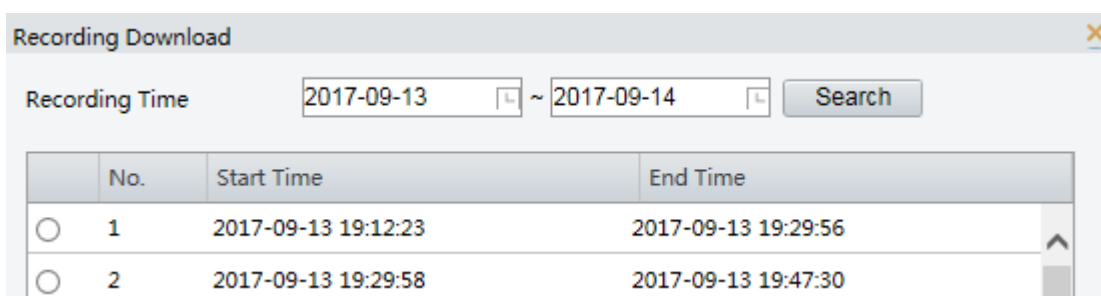 Recording Download
Recording Time 2017-09-13 ~ 2017-09-14 Search
No. Start Time End Time
1 2017-09-13 19:12:23 2017-09-13 19:29:56
2 2017-09-13 19:29:58 2017-09-13 19:47:30